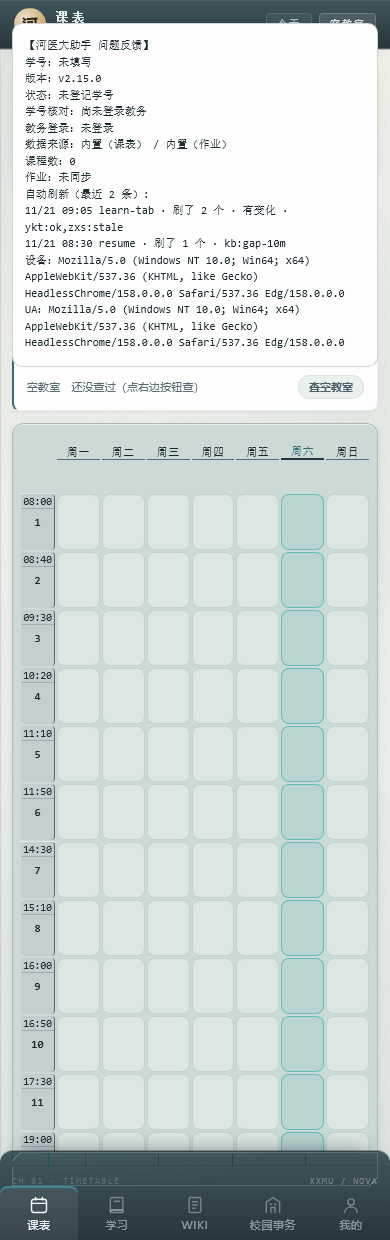 课表
【河医大助手 问题反馈】
学号: 未填写
版本: v2.15.0
状态: 未登记学号
学号核对: 尚未登录教务
教务登录: 未登录
数据来源: 内置（课表） / 内置（作业）
课程数: 0
作业: 未同步
自动刷新（最近 2 条）:
11/21 09:05 learn-tab · 刷了 2 个 · 有变化 ·
ykt:ok,zxs:stale
11/21 08:30 resume · 刷了 1 个 · kb:gap-10m
设备: Mozilla/5.0 (Windows NT 10.0; Win64; x64)
AppleWebKit/537.36 (KHTML, like Gecko)
HeadlessChrome/158.0.0.0 Safari/537.36 Edg/158.0.0.0
UA: Mozilla/5.0 (Windows NT 10.0; Win64; x64)
AppleWebKit/537.36 (KHTML, like Gecko)
HeadlessChrome/158.0.0.0 Safari/537.36 Edg/158.0.0.0
空教室 还没查过（点右边按钮查） 查空教室
周一 周二 周三 周四 周五 周六 周日
08:00
1
08:40
2
09:30
3
10:20
4
11:10
5
11:50
6
14:30
7
15:10
8
16:00
9
16:50
10
17:30
11
19:00
CH 01 · TIMETABLE XXMU / NOVA
课表 学习 WIKI 校园事务 我的